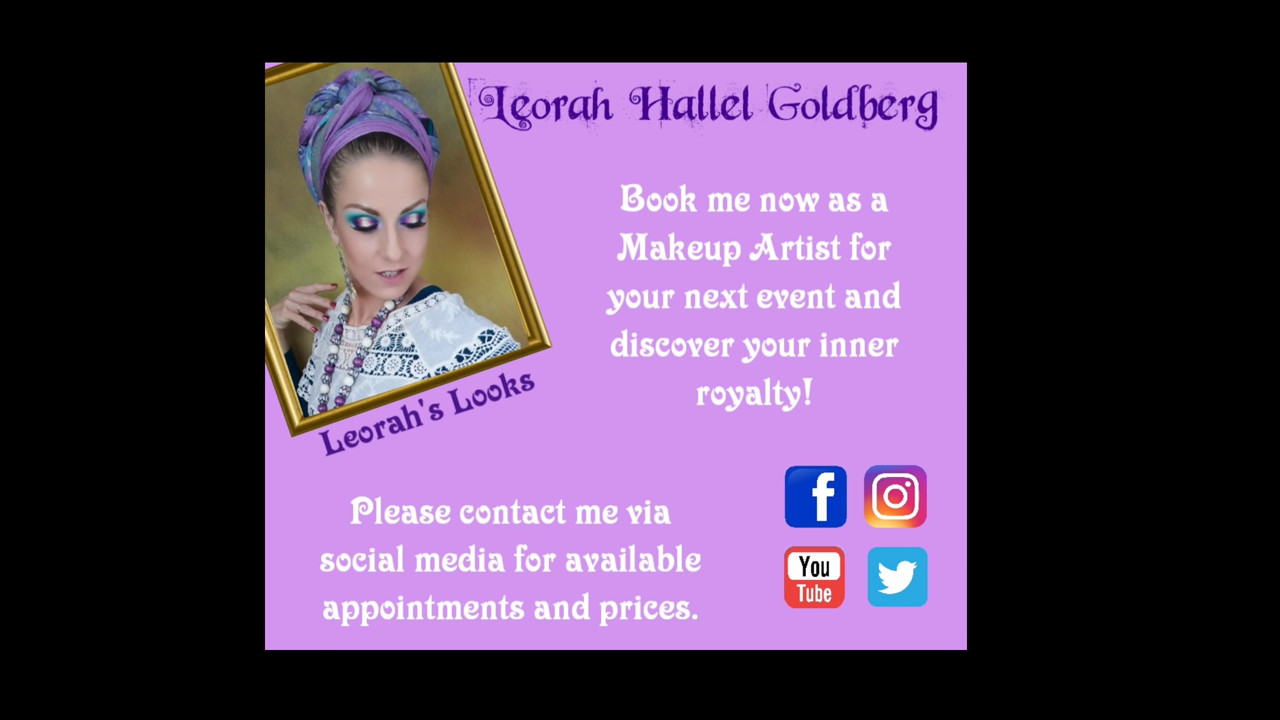 Leorah Hallel Goldberg
Book me now as a
Makeup Artist for
your next event and
discover your inner
royalty!
Leorah's Looks
Please contact me via
social media for available
appointments and prices.
f
You
Tube